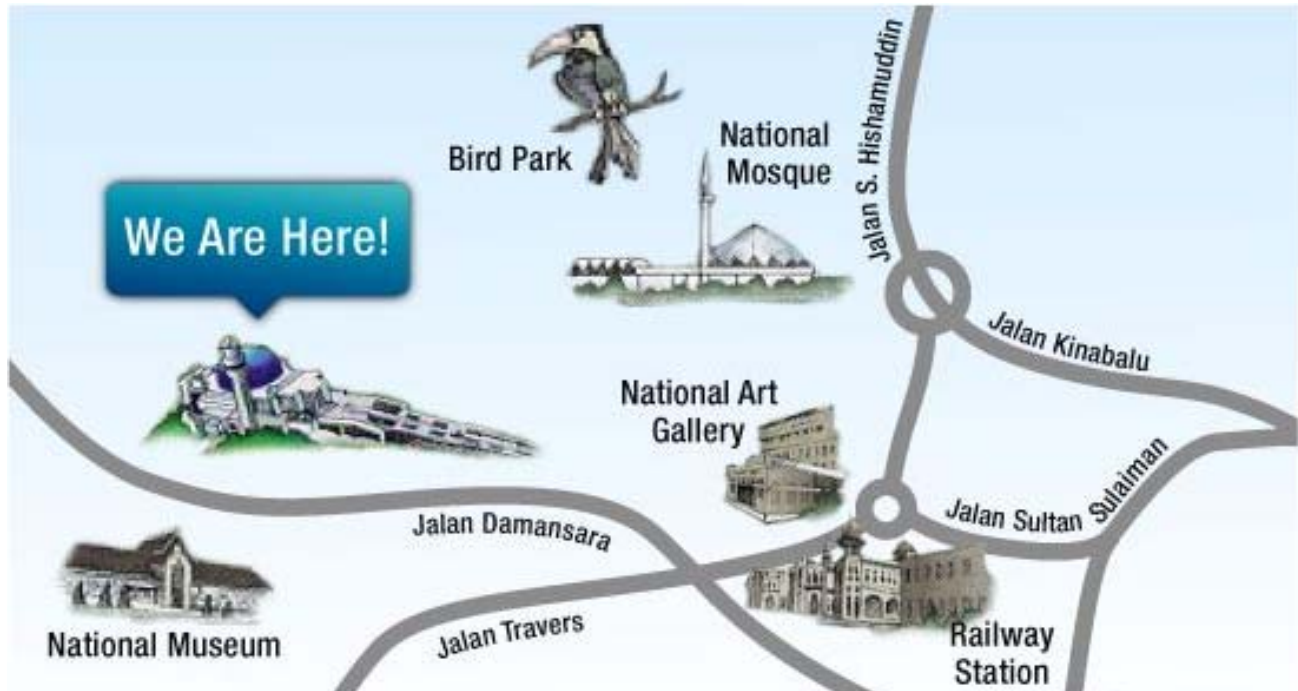 Bird Park
National
Mosque
Jalan S. Hishamuddin
We Are Here!
Jalan Kinabalu
National Art
Gallery
Jalan Sultan Sulaiman
Jalan Damansara
National Museum
Jalan Travers
Railway
Station